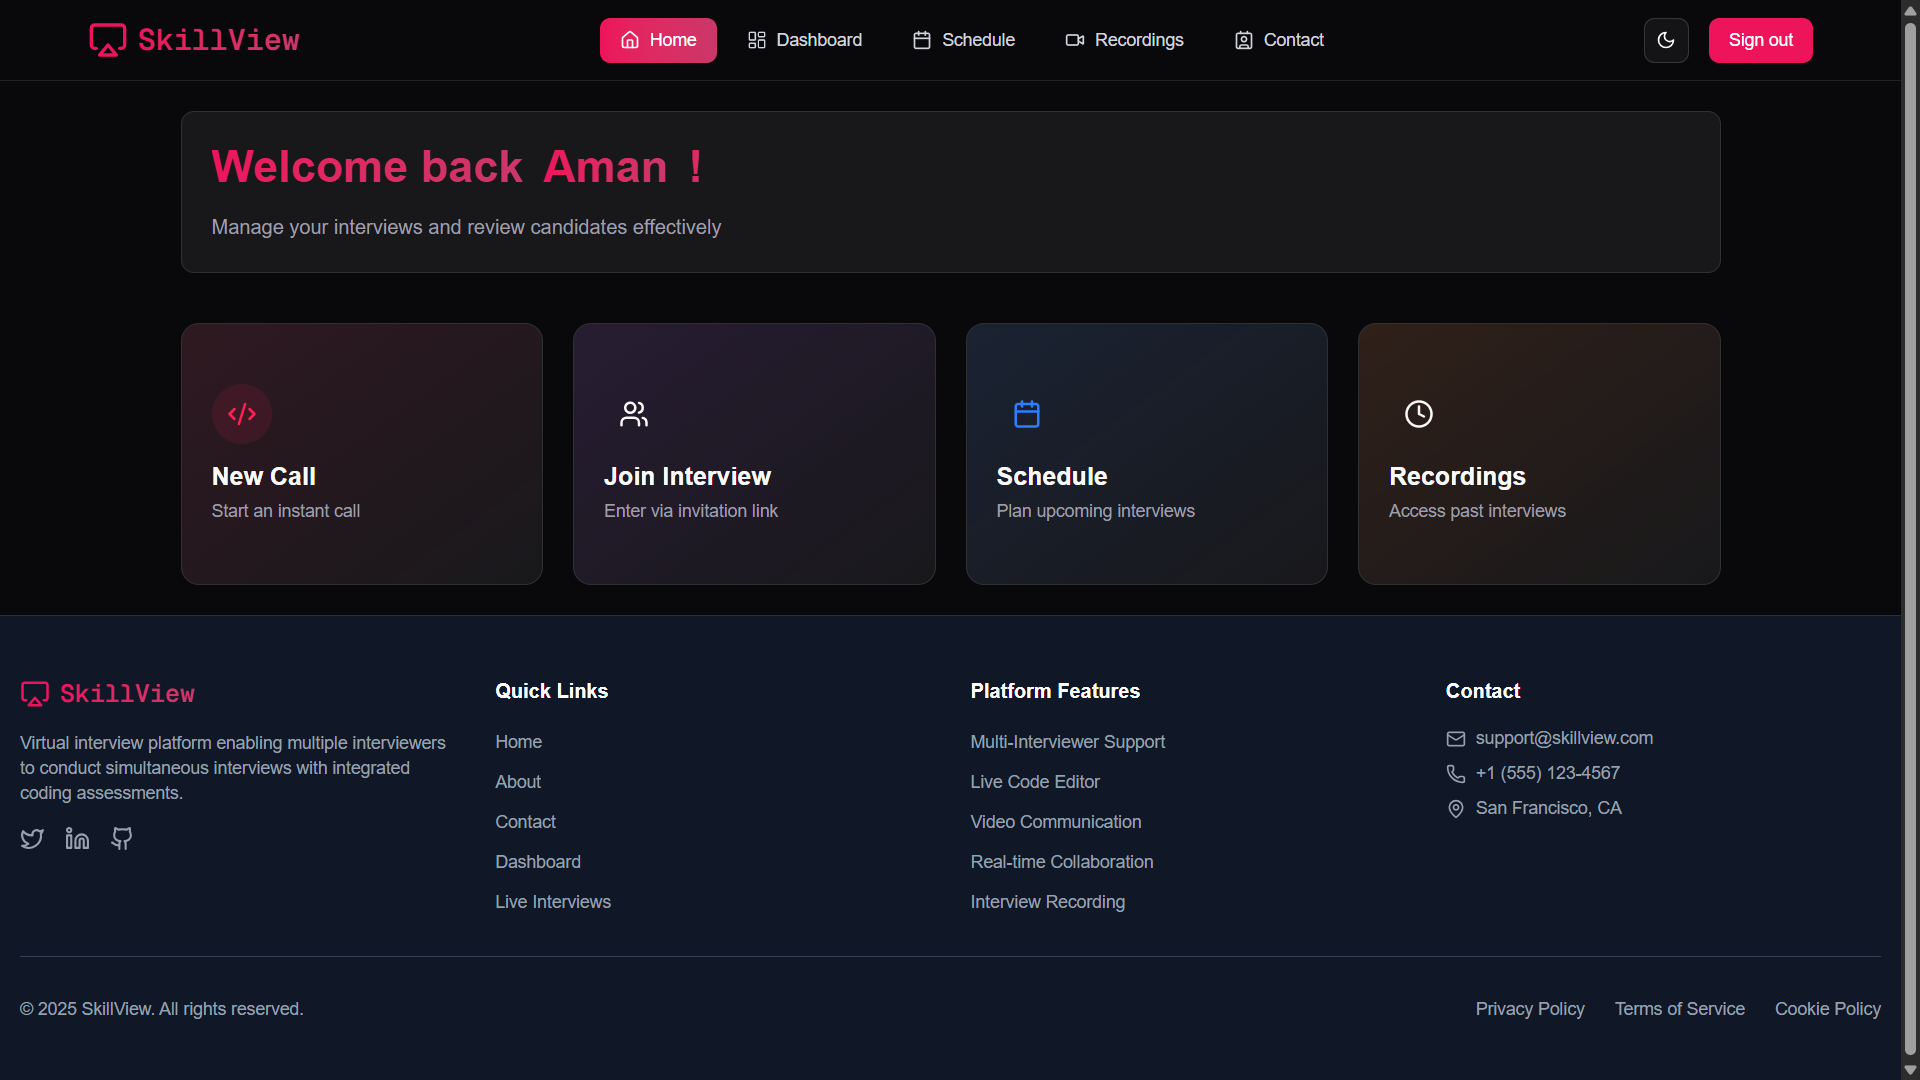 SkillView
Home
Dashboard
Schedule
Recordings
Contact
Sign out
Welcome back Aman !
Manage your interviews and review candidates effectively
New Call
Start an instant call
Join Interview
Enter via invitation link
Schedule
Plan upcoming interviews
Recordings
Access past interviews
SkillView
Virtual interview platform enabling multiple interviewers
to conduct simultaneous interviews with integrated
coding assessments.
Quick Links
Home
About
Contact
Dashboard
Live Interviews
Platform Features
Multi-Interviewer Support
Live Code Editor
Video Communication
Real-time Collaboration
Interview Recording
Contact
support@skillview.com
+1 (555) 123-4567
San Francisco, CA
© 2025 SkillView. All rights reserved.
Privacy Policy
Terms of Service
Cookie Policy